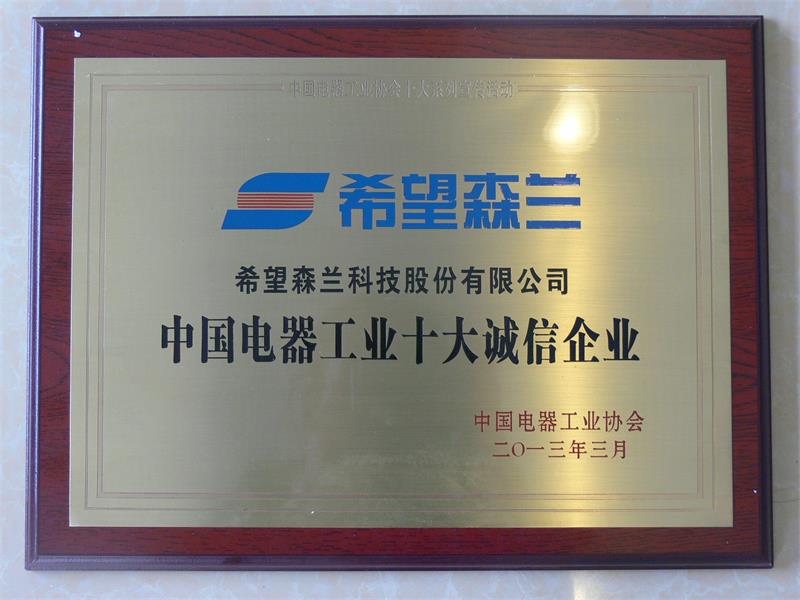 中国电器工业协会十大系列宣传活动
希望森兰
希望森兰科技股份有限公司
中国电器工业十大诚信企业
中国电器工业协会
二〇一三年三月